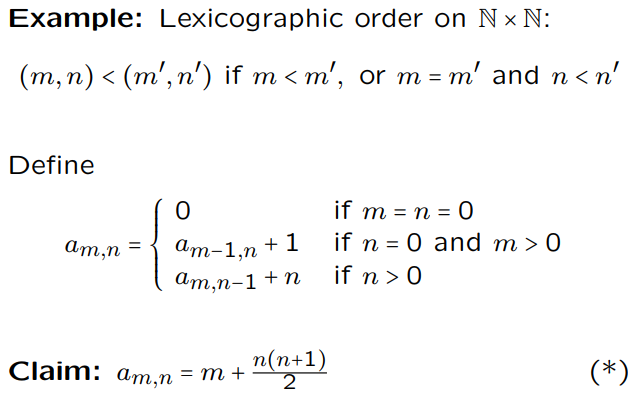 Example: Lexicographic order on ℕ × ℕ:
(m, n) < (m′, n′) if m < m′, or m = m′ and n < n′
Define
a_{m,n} = { 0 if m = n = 0
a_{m−1,n} + 1 if n = 0 and m > 0
a_{m,n−1} + n if n > 0
Claim: a_{m,n} = m + \frac{n(n+1)}{2} (*)